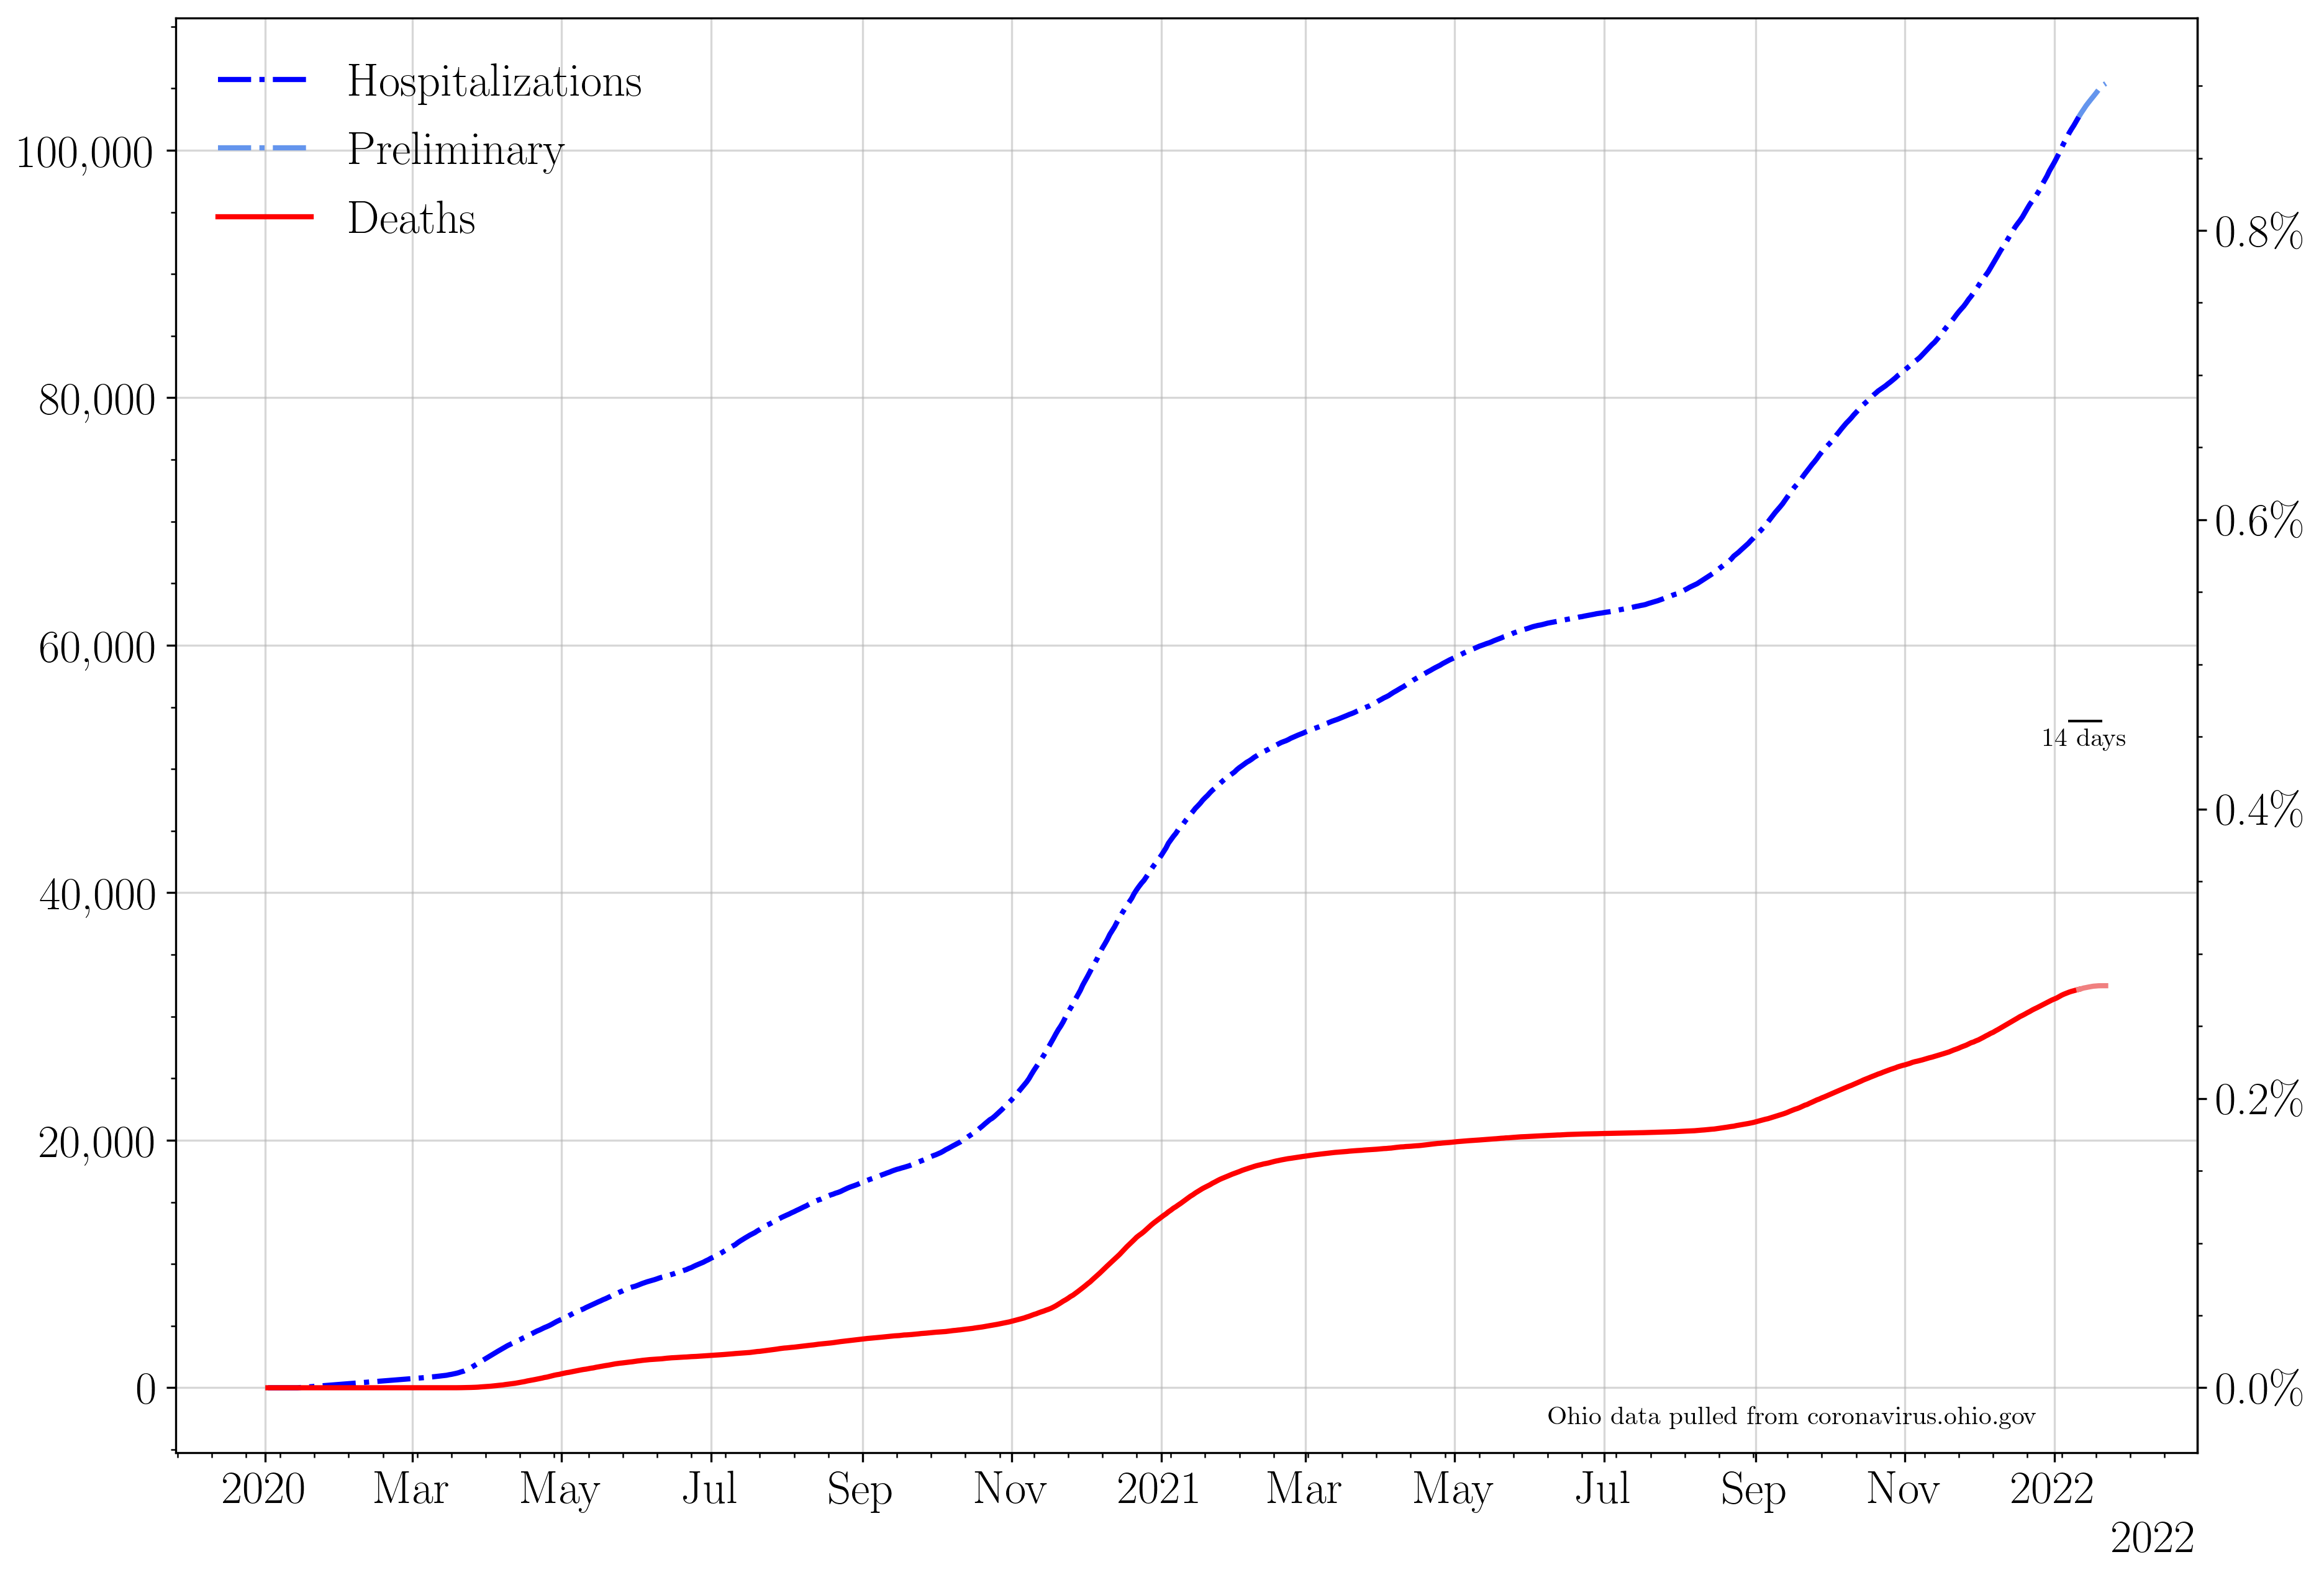 Hospitalizations
Preliminary
Deaths
100,000
80,000
60,000
40,000
20,000
0
0.8%
0.6%
0.4%
0.2%
0.0%
14 days
Ohio data pulled from coronavirus.ohio.gov
2020 Mar May Jul Sep Nov 2021 Mar May Jul Sep Nov 2022
2022